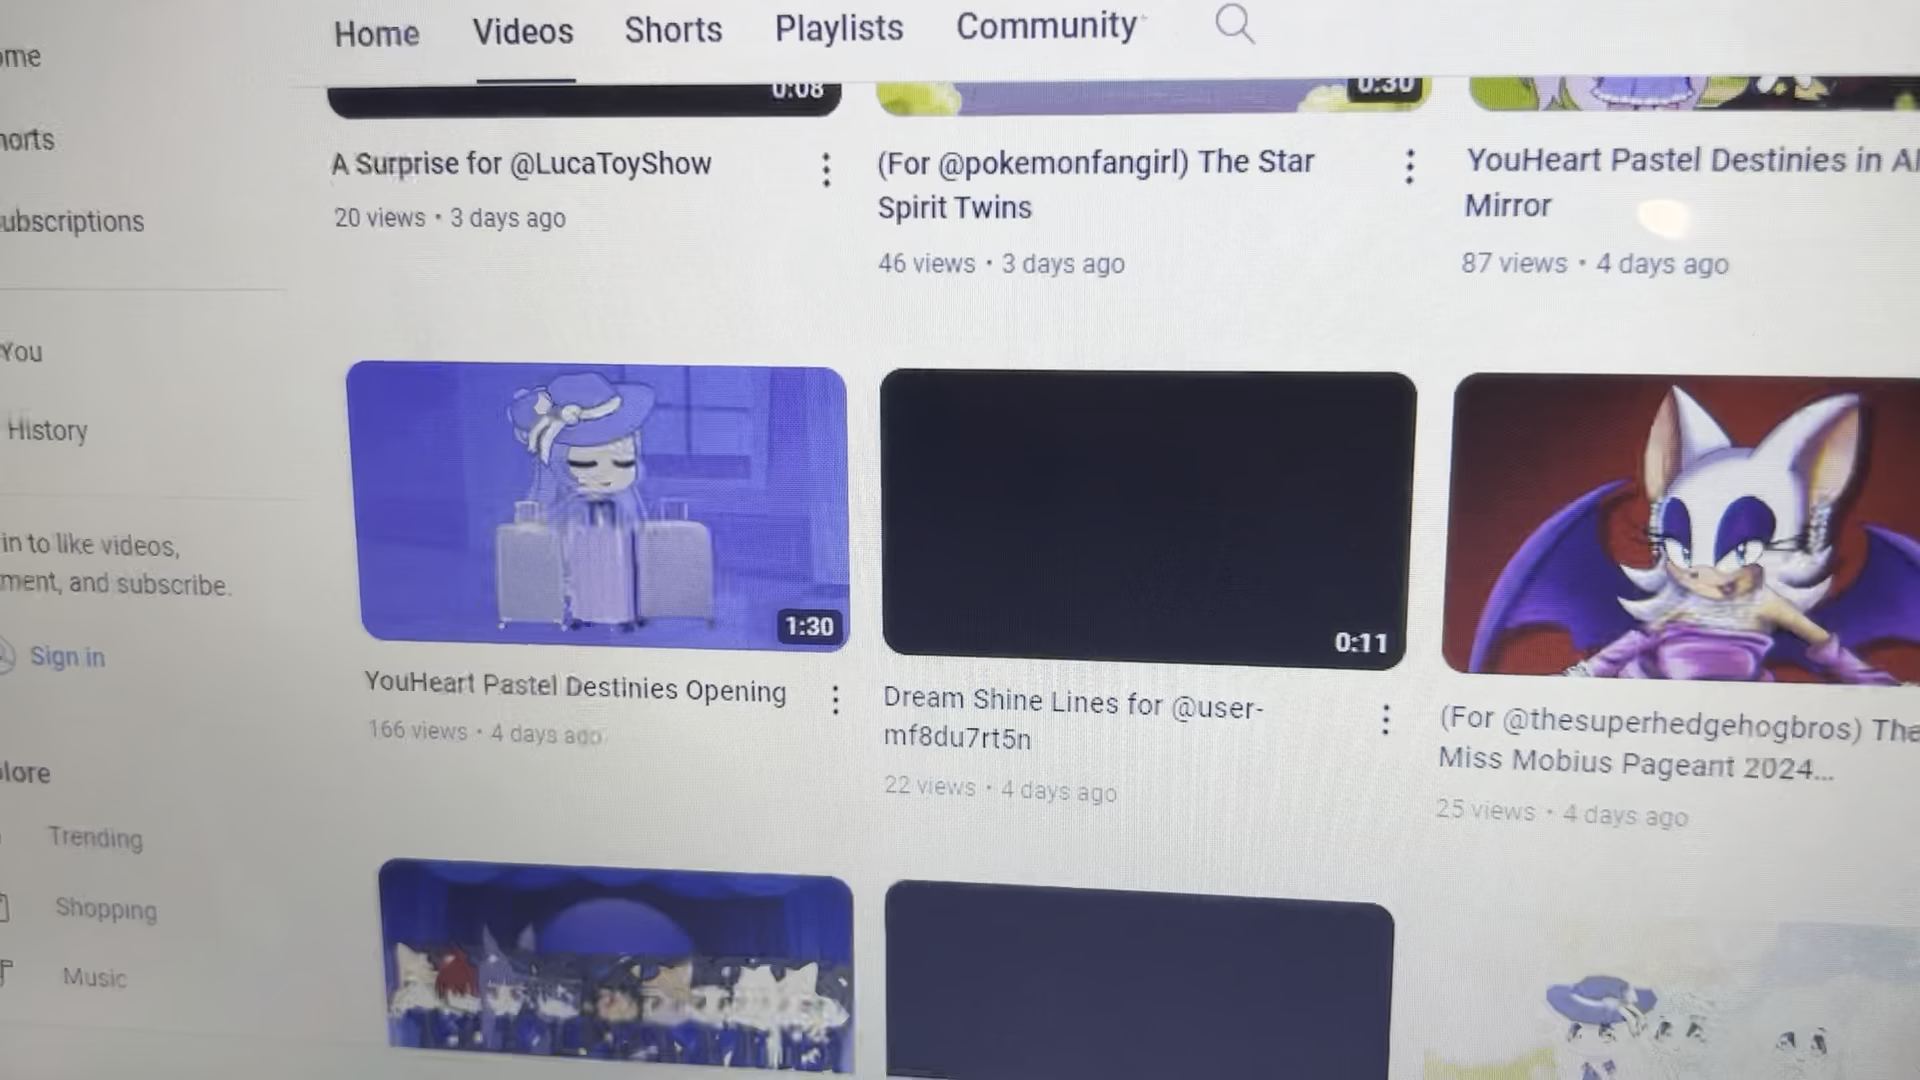 Home Videos Shorts Playlists Community
ome
horts
ubscriptions
You
History
in to like videos,
ment, and subscribe.
Sign in
lore
Trending
Shopping
Music
0:08
0:30
A Surprise for @LucaToyShow
20 views • 3 days ago
(For @pokemonfangirl) The Star
Spirit Twins
46 views • 3 days ago
YouHeart Pastel Destinies in
Mirror
87 views • 4 days ago
1:30
0:11
YouHeart Pastel Destinies Opening
166 views • 4 days ago
Dream Shine Lines for @user-
mf8du7rt5n
22 views • 4 days ago
(For @thesuperhedgehogbros) The
Miss Mobius Pageant 2024...
25 views • 4 days ago